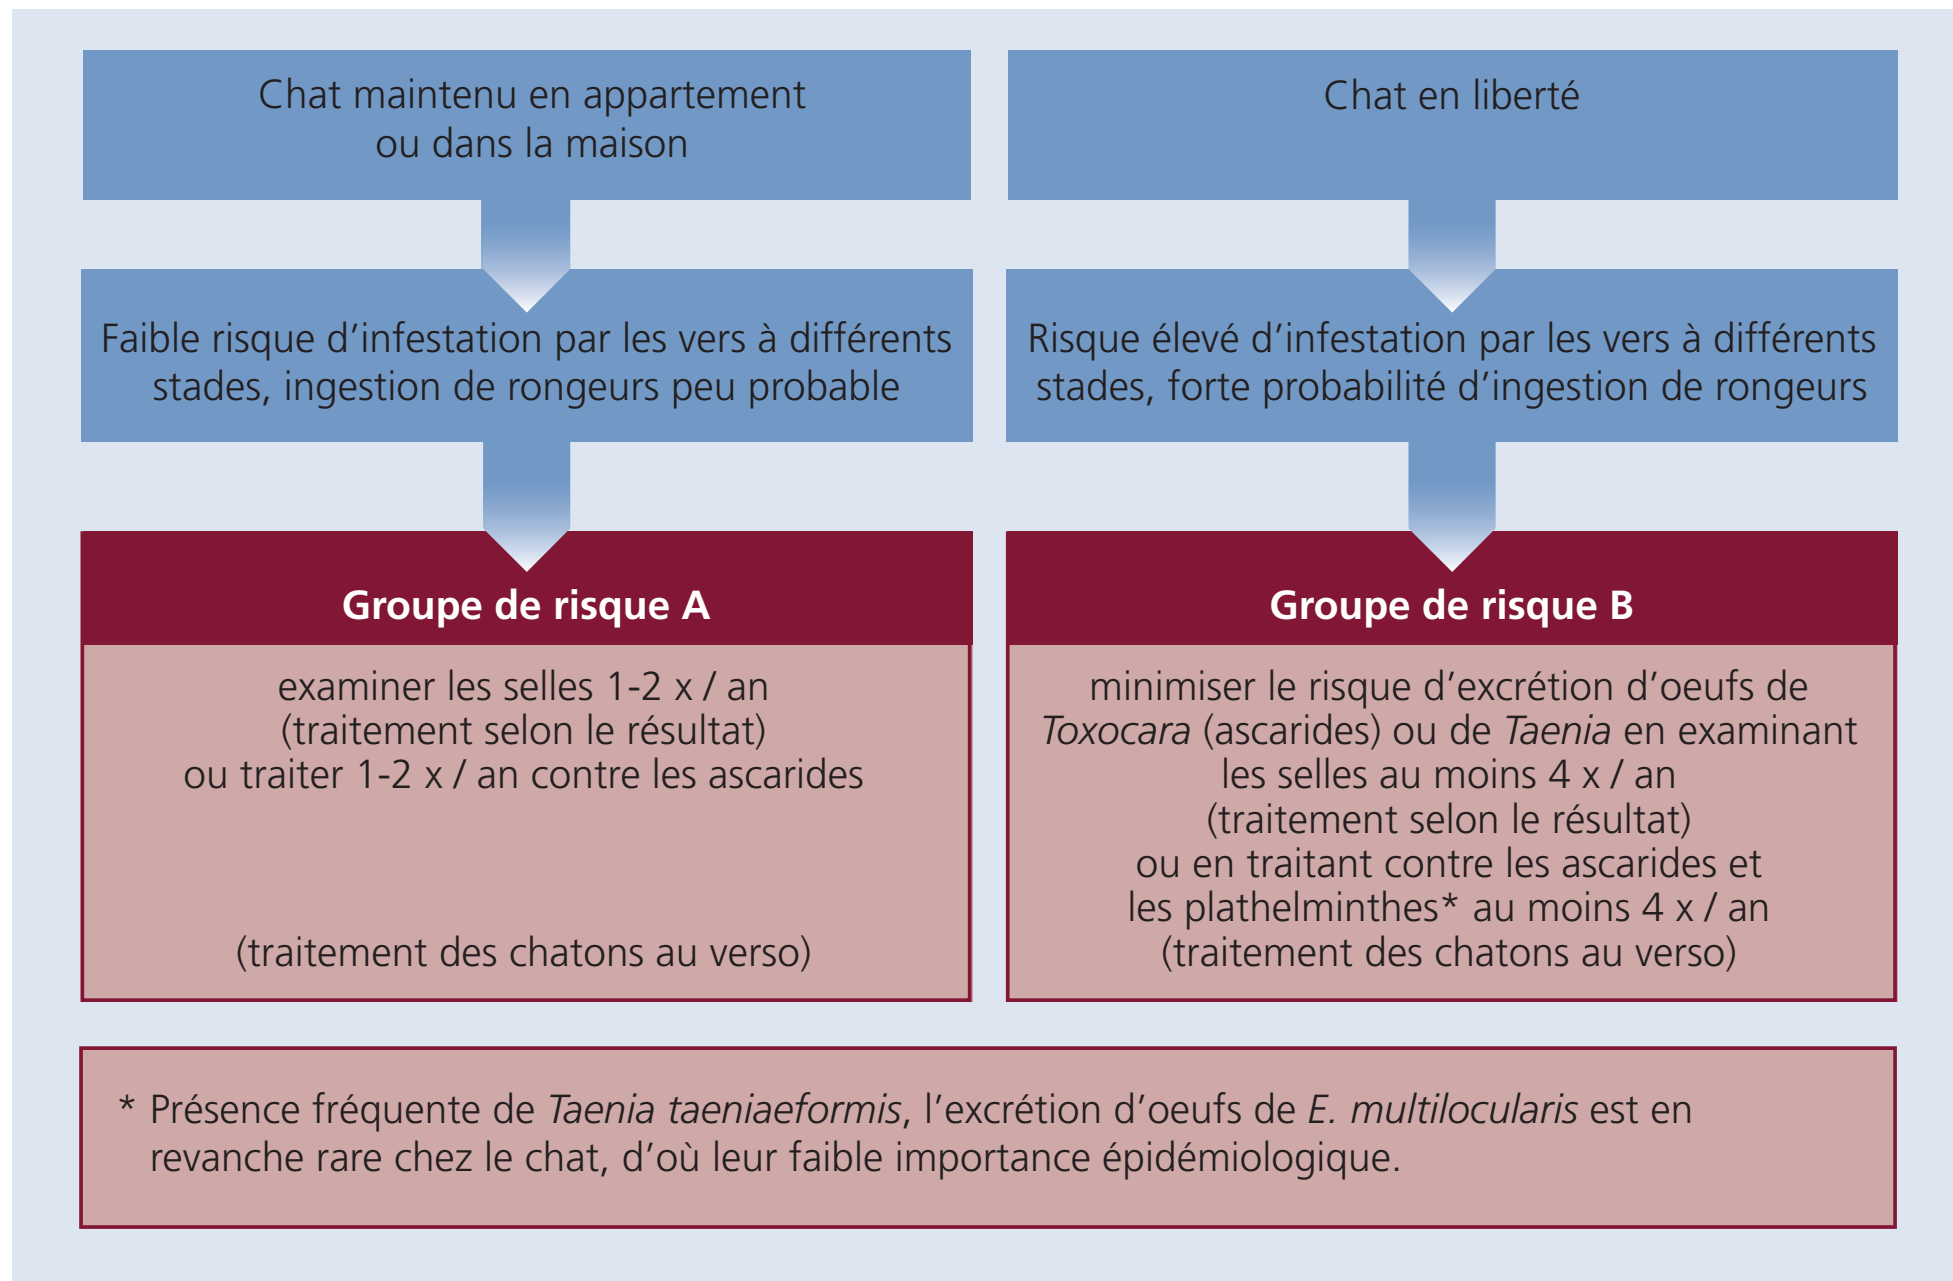 Chat maintenu en appartement
ou dans la maison
Faible risque d’infestation par les vers à différents
stades, ingestion de rongeurs peu probable
Groupe de risque A
examiner les selles 1-2 x / an
(traitement selon le résultat)
ou traiter 1-2 x / an contre les ascarides
(traitement des chatons au verso)
Chat en liberté
Risque élevé d’infestation par les vers à différents
stades, forte probabilité d’ingestion de rongeurs
Groupe de risque B
minimiser le risque d’excrétion d’oeufs de
Toxocara (ascarides) ou de Taenia en examinant
les selles au moins 4 x / an
(traitement selon le résultat)
ou en traitant contre les ascarides et
les plathelminthes* au moins 4 x / an
(traitement des chatons au verso)
* Présence fréquente de Taenia taeniaeformis, l’excrétion d’oeufs de E. multilocularis est en
revanche rare chez le chat, d’où leur faible importance épidémiologique.